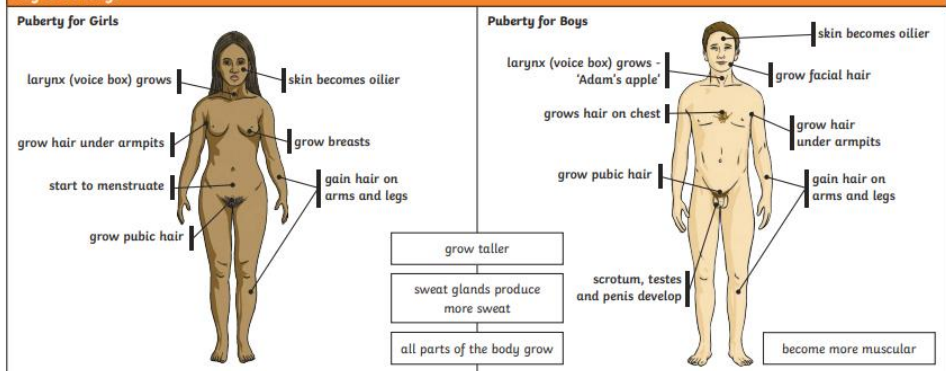 Puberty for Girls
larynx (voice box) grows
skin becomes oilier
grow hair under armpits
grow breasts
start to menstruate
gain hair on
arms and legs
grow pubic hair
grow taller
sweat glands produce
more sweat
all parts of the body grow
Puberty for Boys
skin becomes oilier
larynx (voice box) grows -
'Adam's apple'
grow facial hair
grows hair on chest
grow hair
under armpits
grow pubic hair
gain hair on
arms and legs
scrotum, testes
and penis develop
become more muscular